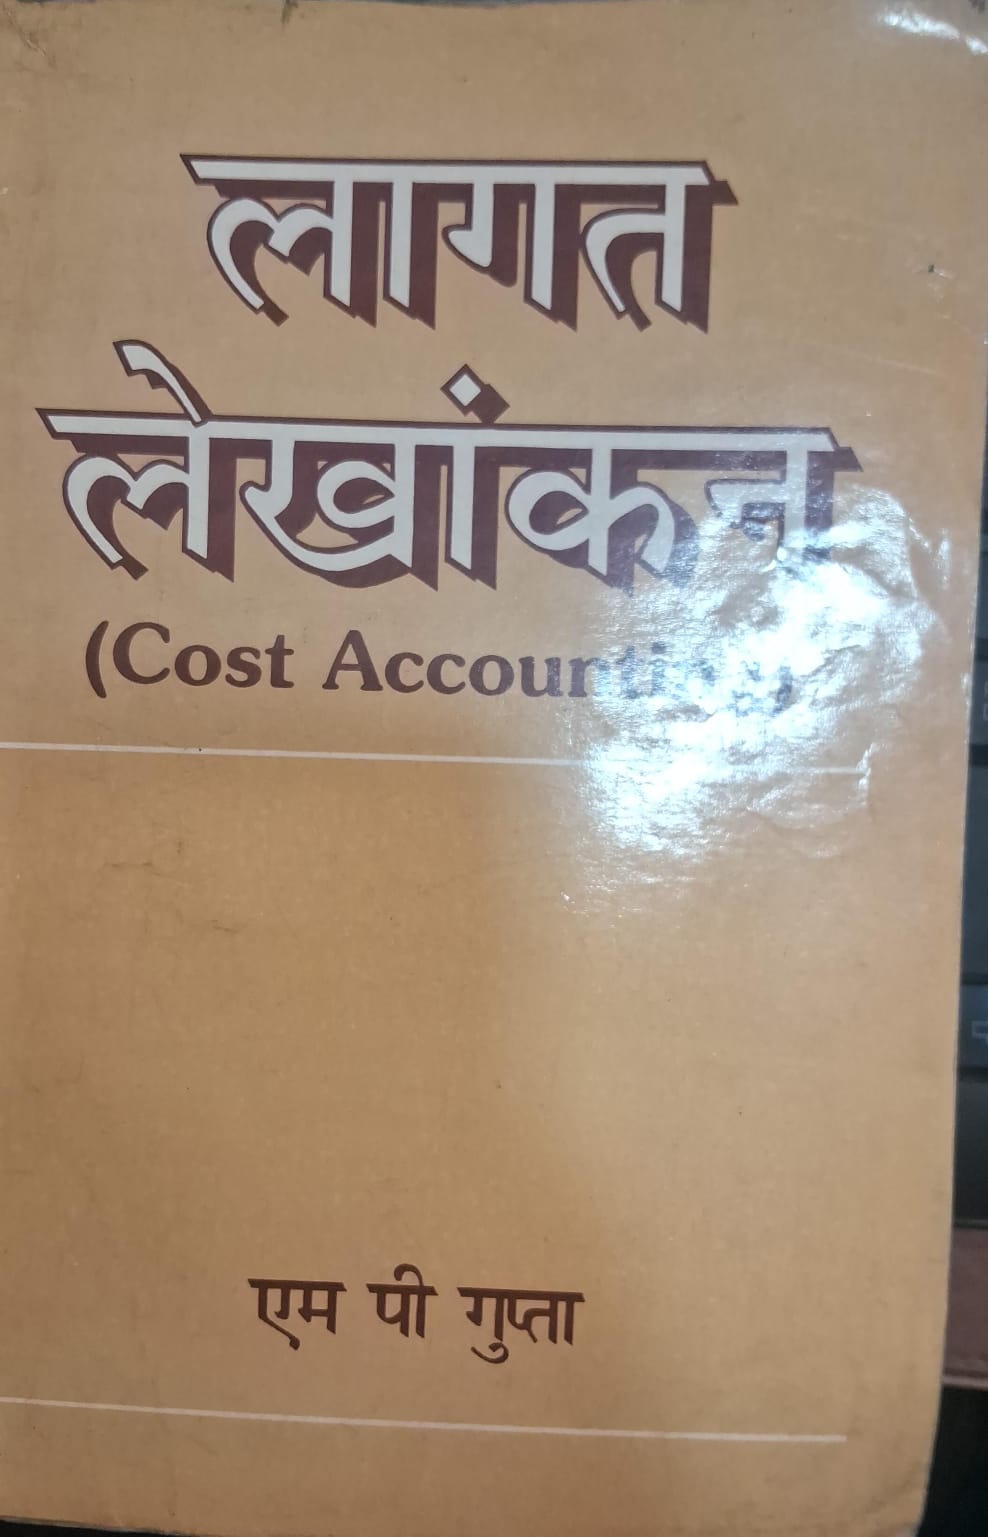 लागत
लेखांकन
(Cost Accounting)
एम पी गुप्ता